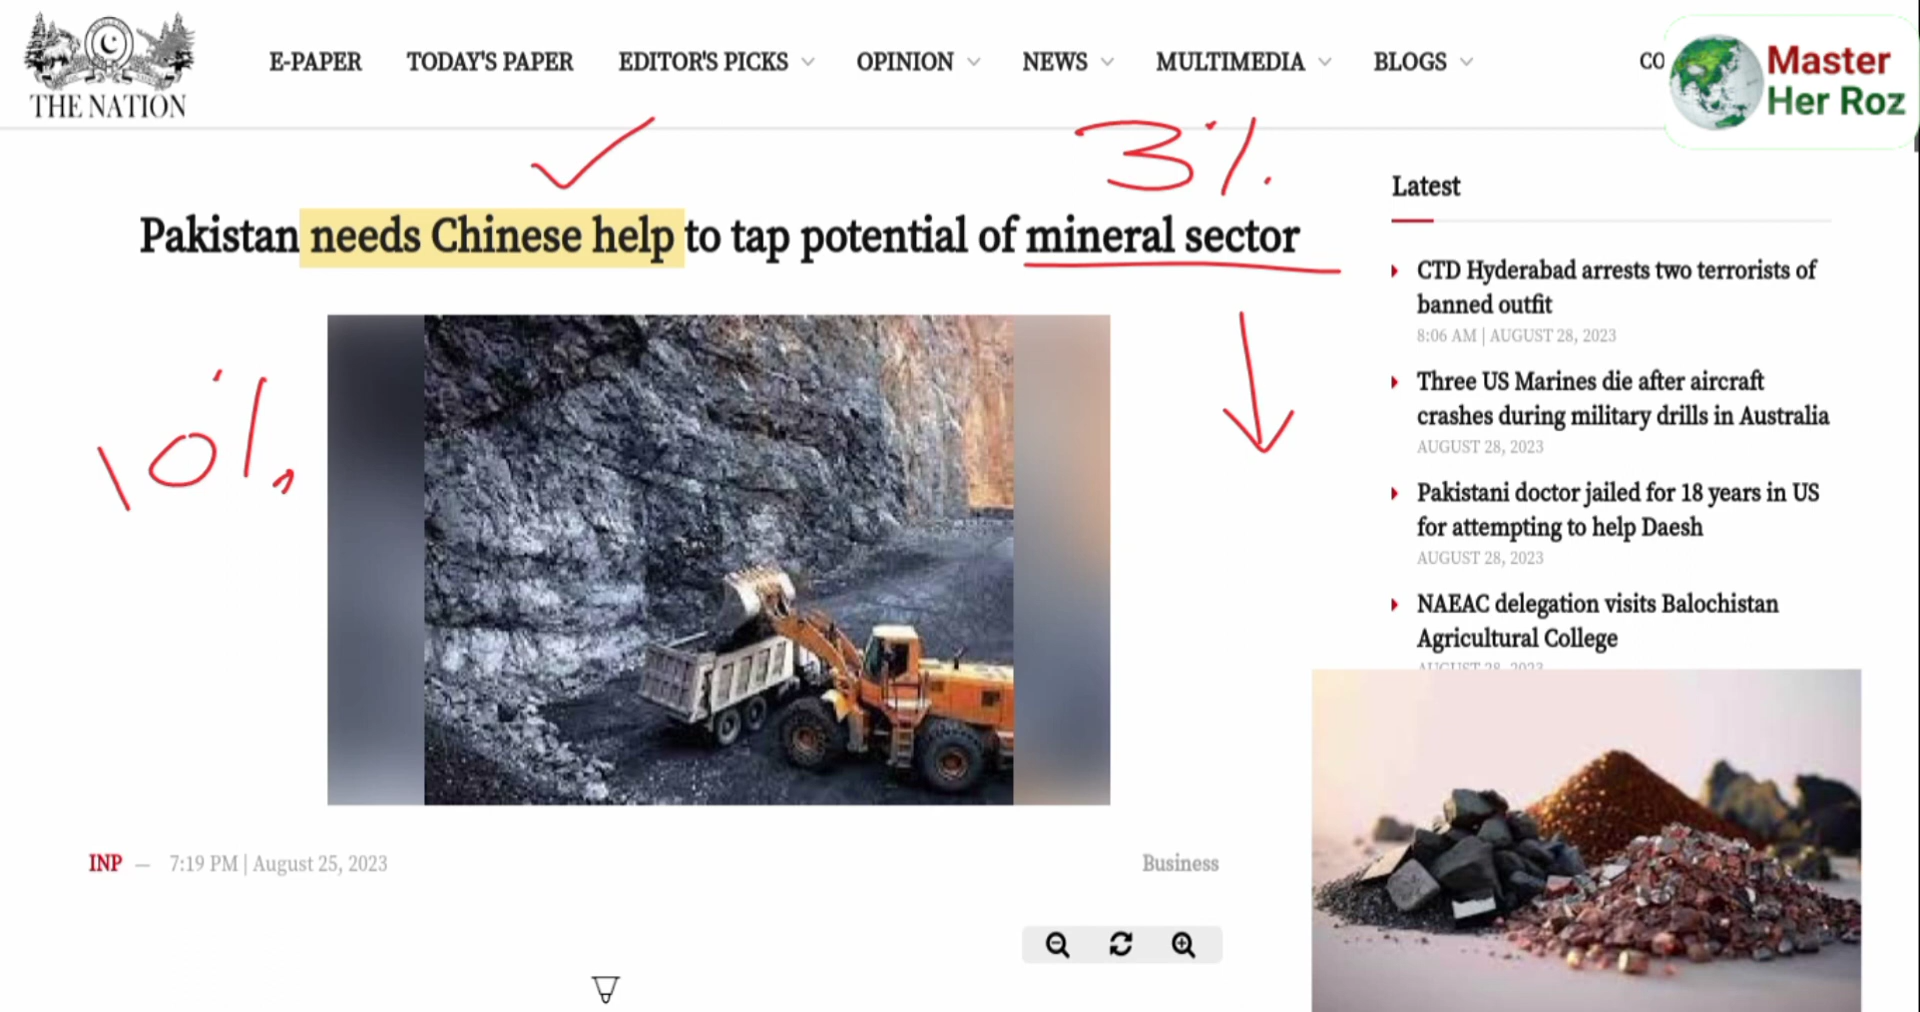 THE NATION
E-PAPER
TODAY'S PAPER
EDITOR'S PICKS
OPINION
NEWS
MULTIMEDIA
BLOGS
CO
Master
Her Roz
3%
Pakistan needs Chinese help to tap potential of mineral sector
10%
INP — 7:19 PM | August 25, 2023
Business
Latest
CTD Hyderabad arrests two terrorists of
banned outfit
8:06 AM | AUGUST 28, 2023
Three US Marines die after aircraft
crashes during military drills in Australia
AUGUST 28, 2023
Pakistani doctor jailed for 18 years in US
for attempting to help Daesh
AUGUST 28, 2023
NAEAC delegation visits Balochistan
Agricultural College
AUGUST 28, 2023